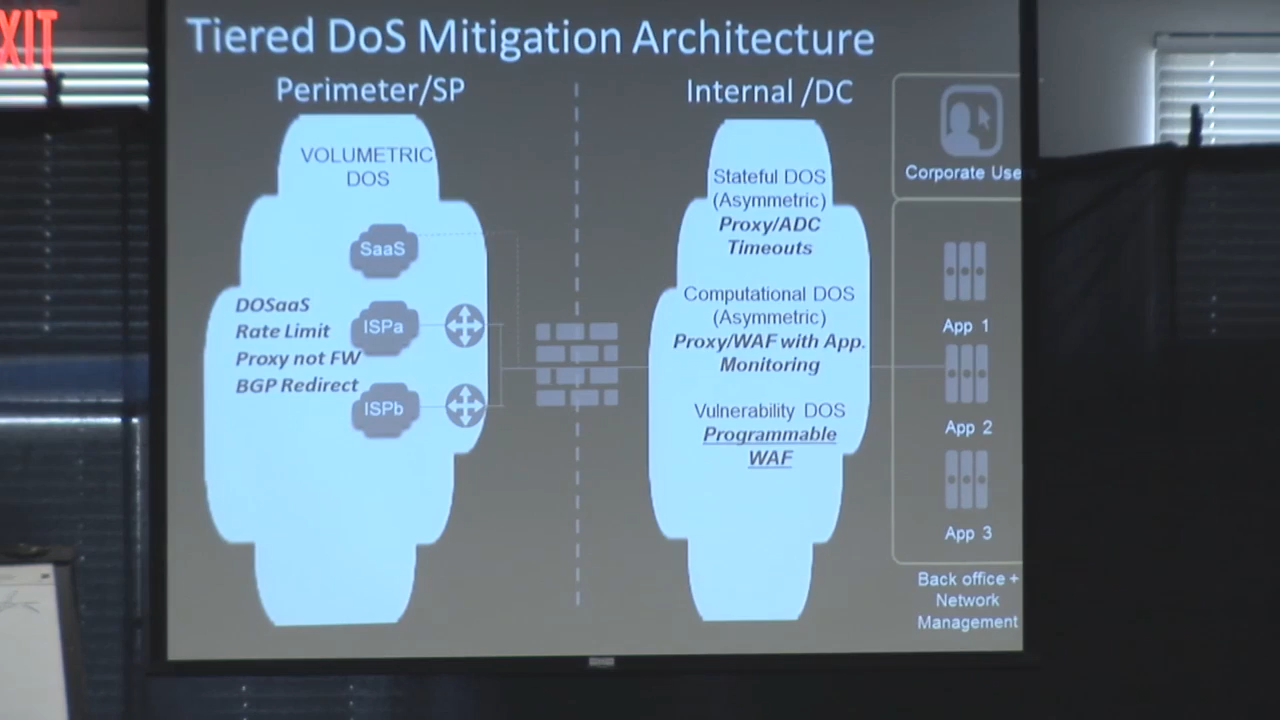 XIT
Tiered DoS Mitigation Architecture
Perimeter/SP
VOLUMETRIC
DOS
SaaS
DOSaaS
Rate Limit
Proxy not FW
BGP Redirect
ISPa
ISPb
Internal /DC
Stateful DOS
(Asymmetric)
Proxy/ADC
Timeouts
Computational DOS
(Asymmetric)
Proxy/WAF with App.
Monitoring
Vulnerability DOS
Programmable
WAF
Corporate Use
App 1
App 2
App 3
Back office +
Network
Management